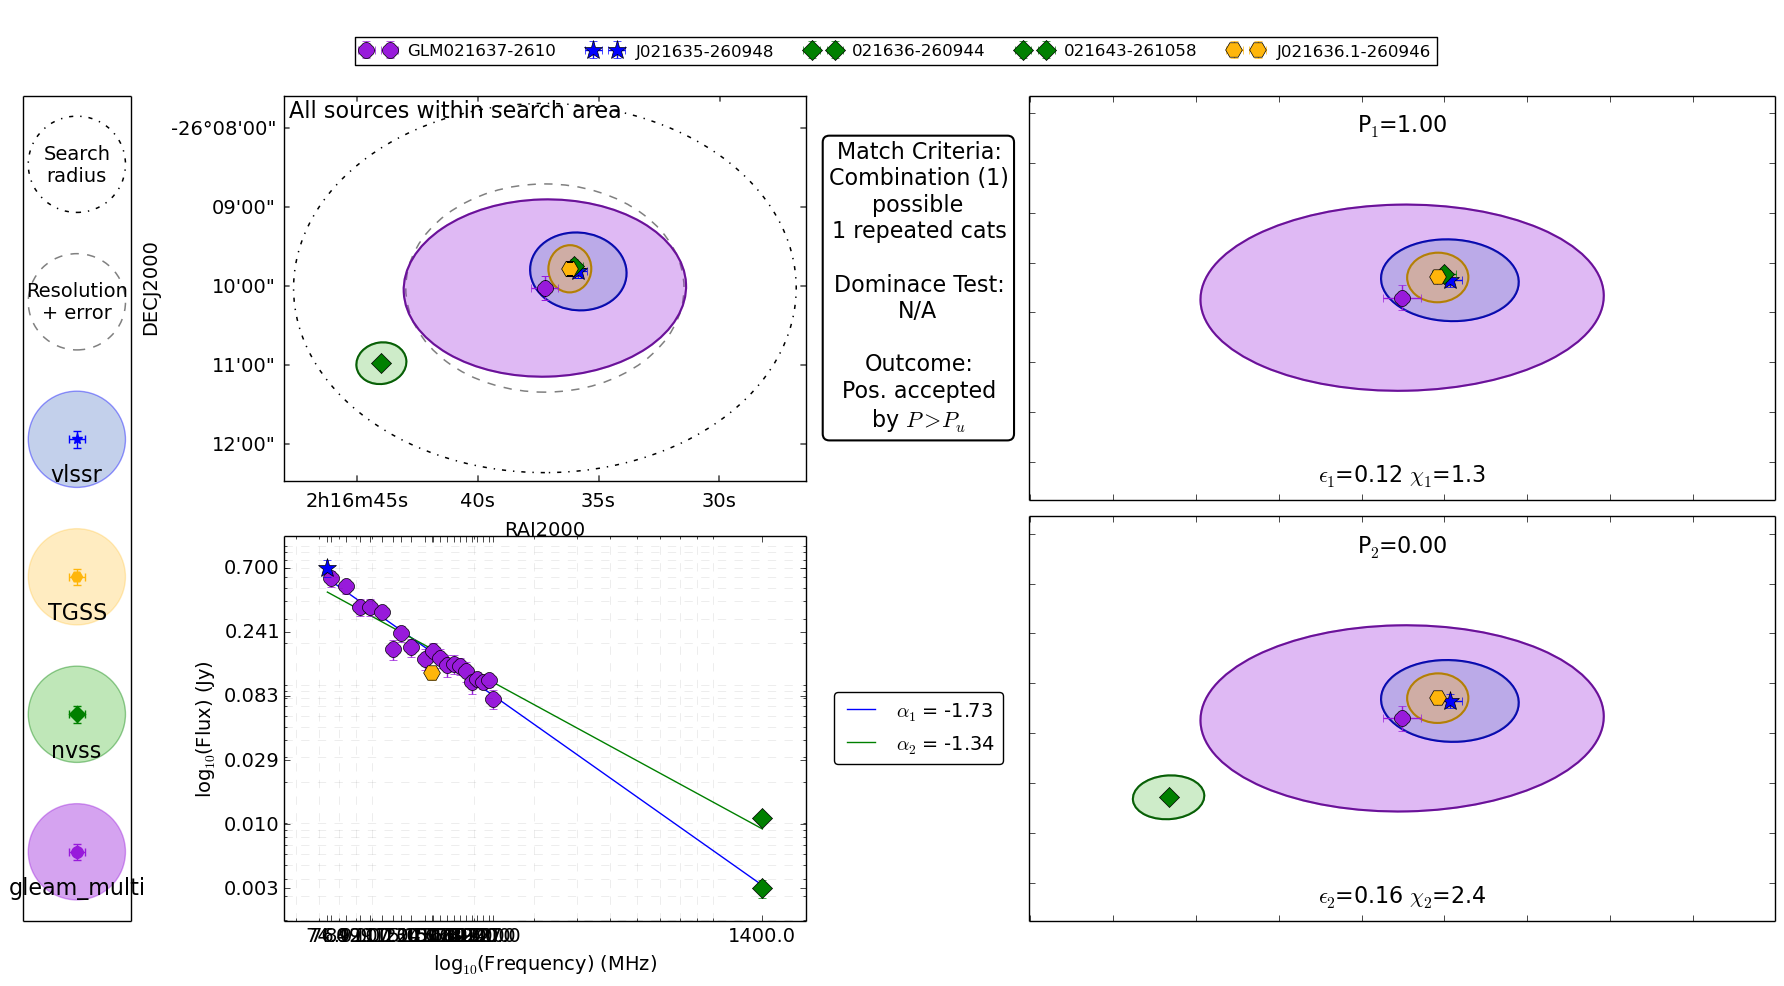 GLM021637-2610 J021635-260948 021636-260944 021643-261058 J021636.1-260946
Search
radius
Resolution
+ error
vlssr
TGSS
nvss
gleam_multi
All sources within search area
DECJ2000
-26°08'00"
09'00"
10'00"
11'00"
12'00"
2h16m45s 40s 35s 30s
RAJ2000
Match Criteria:
Combination (1)
possible
1 repeated cats
Dominace Test:
N/A
Outcome:
Pos. accepted
by P>Pᵤ
P₁=1.00
ϵ₁=0.12 χ₁=1.3
P₂=0.00
ϵ₂=0.16 χ₂=2.4
log₁₀(Flux) (Jy)
0.700
0.241
0.083
0.029
0.010
0.003
1400.0
log₁₀(Frequency) (MHz)
α₁ = -1.73
α₂ = -1.34